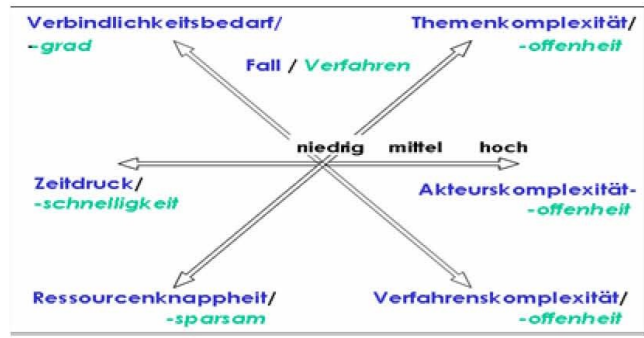 Verbindlichkeitsbedarf/
--grad
Themenkomplexität/
-offenheit
Fall / Verfahren
niedrig mittel hoch
Zeitdruck/
-schnelligkeit
Akteurskomplexität-
-offenheit
Ressourcenknappheit/
-sparsam
Verfahrenskomplexität/
-offenheit